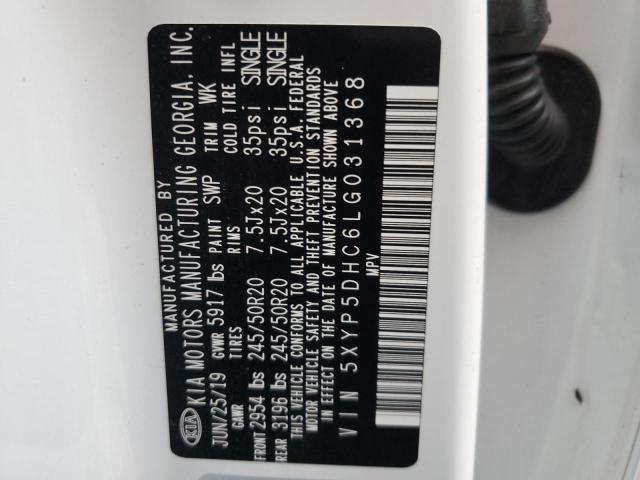 MANUFACTURED BY
KIA KIA MOTORS MANUFACTURING GEORGIA, INC.
JUN/25/19 GVWR 5917 lbs PAINT SWP TRIM WK
GAWR TIRES RIMS COLD TIRE INFL
FRONT 2954 lbs 245/50R20 7.5Jx20 35psi SINGLE
REAR 3196 lbs 245/50R20 7.5Jx20 35psi SINGLE
THIS VEHICLE CONFORMS TO ALL APPLICABLE U.S.A. FEDERAL
MOTOR VEHICLE SAFETY AND THEFT PREVENTION STANDARDS
IN EFFECT ON THE DATE OF MANUFACTURE SHOWN ABOVE
VIN 5XYP5DHC6LG031368
MPV